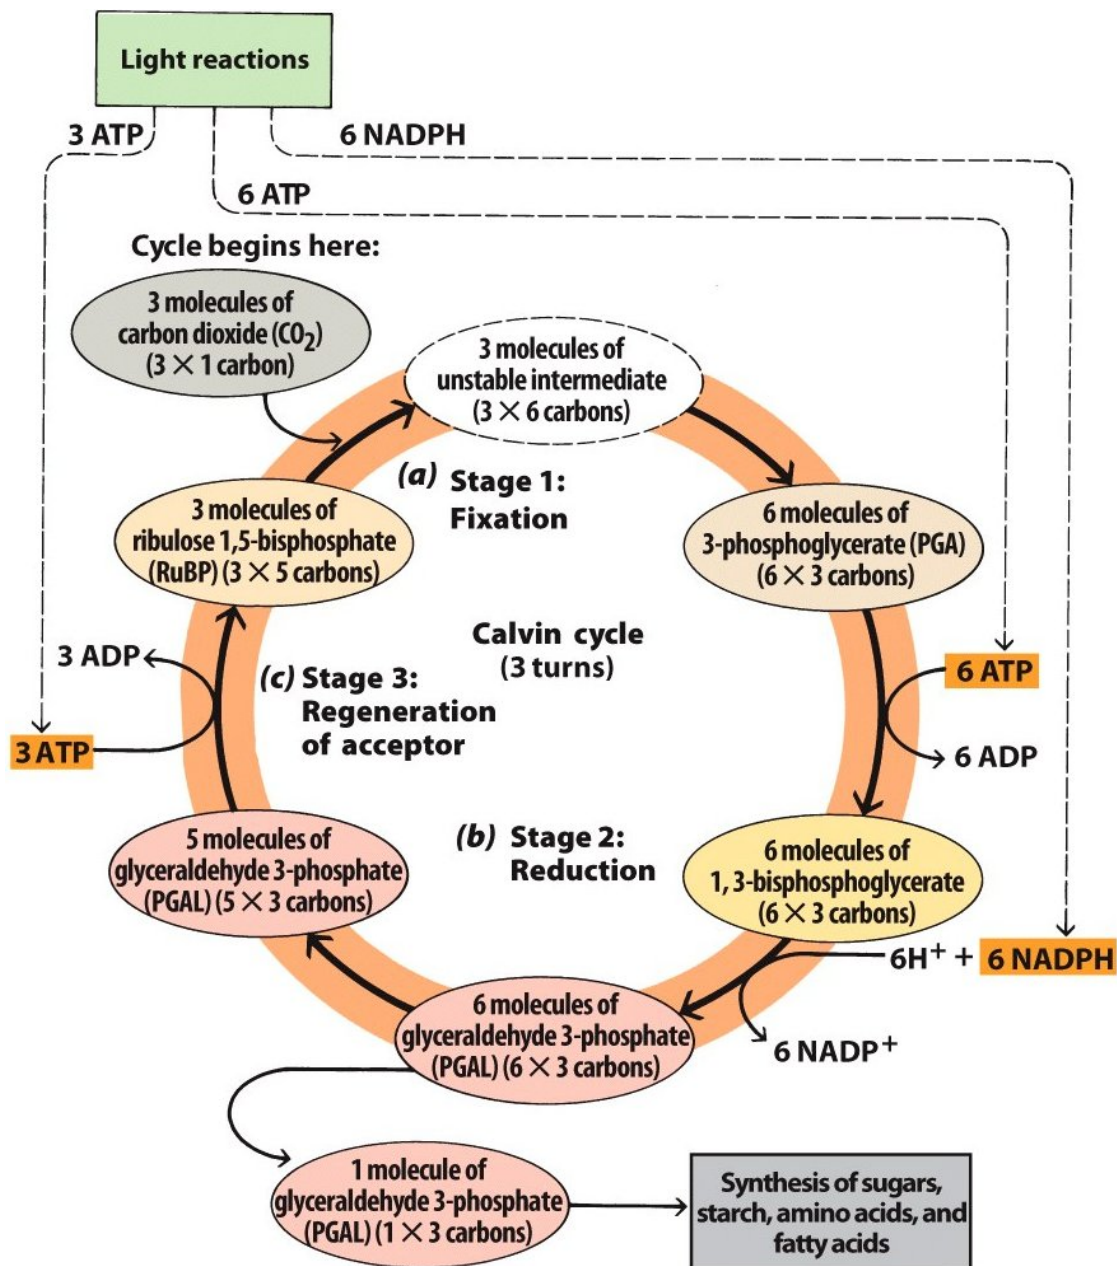 Light reactions
3 ATP
6 NADPH
6 ATP
Cycle begins here:
3 molecules of
carbon dioxide (CO₂)
(3 × 1 carbon)
3 molecules of
unstable intermediate
(3 × 6 carbons)
(a) Stage 1:
Fixation
3 molecules of
ribulose 1,5-bisphosphate
(RuBP) (3 × 5 carbons)
6 molecules of
3-phosphoglycerate (PGA)
(6 × 3 carbons)
Calvin cycle
(3 turns)
3 ADP
(c) Stage 3:
Regeneration
of acceptor
3 ATP
6 ATP
6 ADP
5 molecules of
glyceraldehyde 3-phosphate
(PGAL) (5 × 3 carbons)
(b) Stage 2:
Reduction
6 molecules of
1, 3-bisphosphoglycerate
(6 × 3 carbons)
6H⁺ + 6 NADPH
6 NADP⁺
6 molecules of
glyceraldehyde 3-phosphate
(PGAL) (6 × 3 carbons)
1 molecule of
glyceraldehyde 3-phosphate
(PGAL) (1 × 3 carbons)
Synthesis of sugars,
starch, amino acids, and
fatty acids